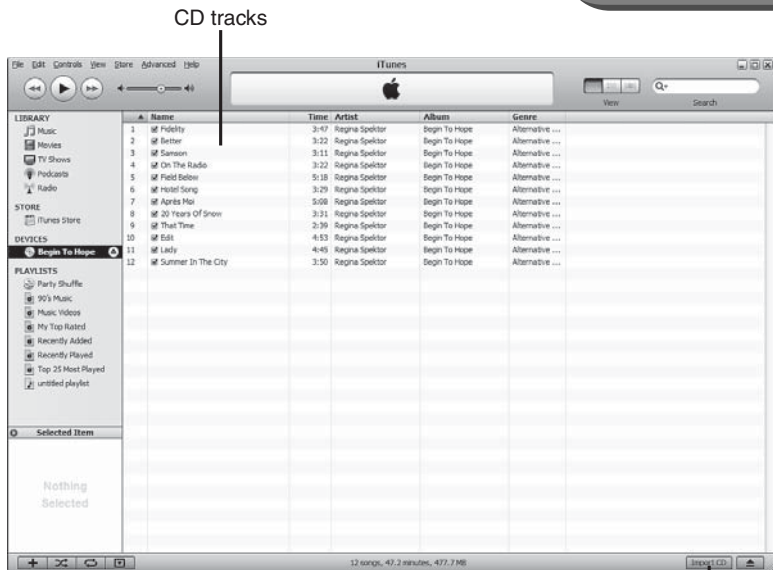 CD tracks
File Edit Controls View Store Advanced Help
iTunes
View
Search
LIBRARY
Music
Movies
TV Shows
Podcasts
Radio
STORE
iTunes Store
DEVICES
Begin To Hope
PLAYLISTS
Party Shuffle
90's Music
Music Videos
My Top Rated
Recently Added
Recently Played
Top 25 Most Played
untitled playlist
Selected Item
Nothing
Selected
Name Time Artist Album Genre
1 Fidelity 3:47 Regina Spektor Begin To Hope Alternative ...
2 Better 3:22 Regina Spektor Begin To Hope Alternative ...
3 Samson 3:11 Regina Spektor Begin To Hope Alternative ...
4 On The Radio 3:22 Regina Spektor Begin To Hope Alternative ...
5 Field Below 5:18 Regina Spektor Begin To Hope Alternative ...
6 Hotel Song 3:29 Regina Spektor Begin To Hope Alternative ...
7 Après Moi 5:08 Regina Spektor Begin To Hope Alternative ...
8 20 Years Of Snow 3:31 Regina Spektor Begin To Hope Alternative ...
9 That Time 2:39 Regina Spektor Begin To Hope Alternative ...
10 Edit 4:53 Regina Spektor Begin To Hope Alternative ...
11 Lady 4:45 Regina Spektor Begin To Hope Alternative ...
12 Summer In The City 3:50 Regina Spektor Begin To Hope Alternative ...
12 songs, 47.2 minutes, 477.7 MB
Import CD